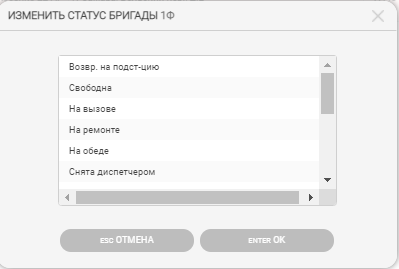 ИЗМЕНИТЬ СТАТУС БРИГАДЫ 1Ф
Возвр. на подст-цию
Свободна
На вызове
На ремонте
На обеде
Снята диспетчером
ESC ОТМЕНА
ENTER ОК